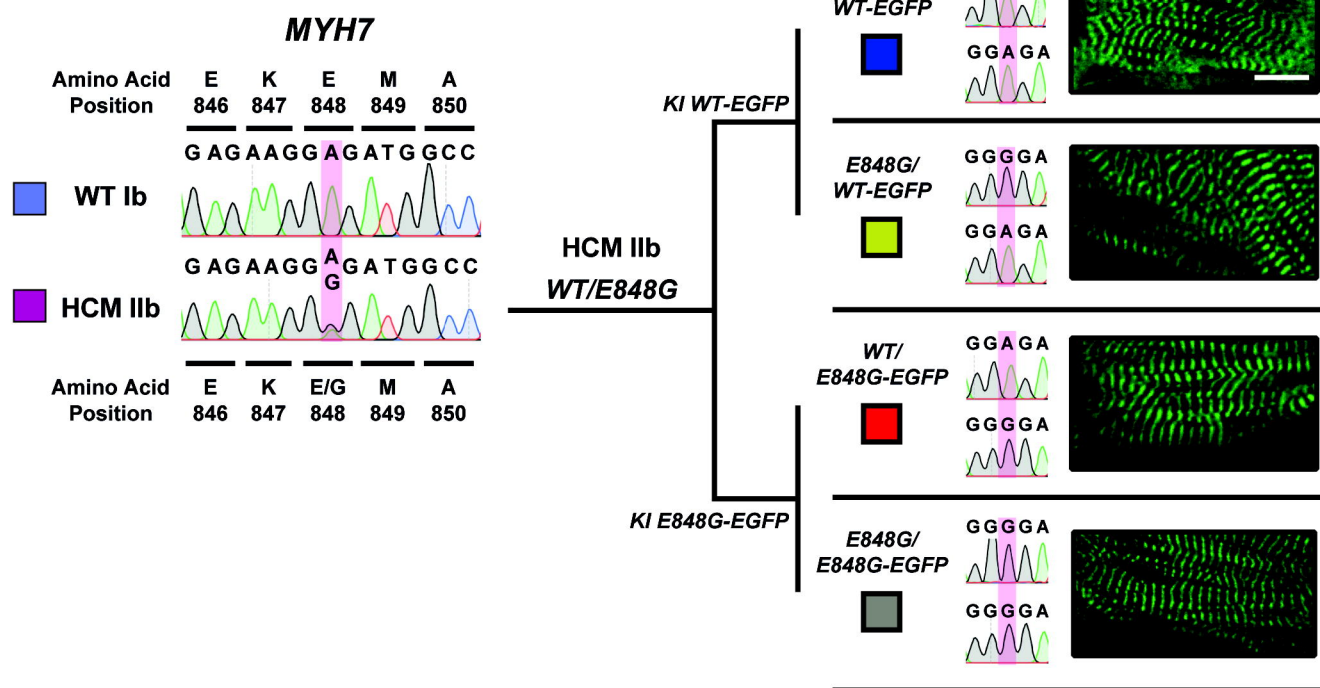 MYH7
Amino Acid E K E M A
Position 846 847 848 849 850
GAGAAGGAGATGGCC
WT Ib
A
GAGAAGG GATGGCC
G
HCM IIb
Amino Acid E K E/G M A
Position 846 847 848 849 850
HCM IIb
WT/E848G
KI WT-EGFP
KI E848G-EGFP
WT-EGFP
GGAGA
E848G/
WT-EGFP
GGGGA
GGAGA
WT/
E848G-EGFP
GGAGA
GGGGA
E848G/
E848G-EGFP
GGGGA
GGGGA